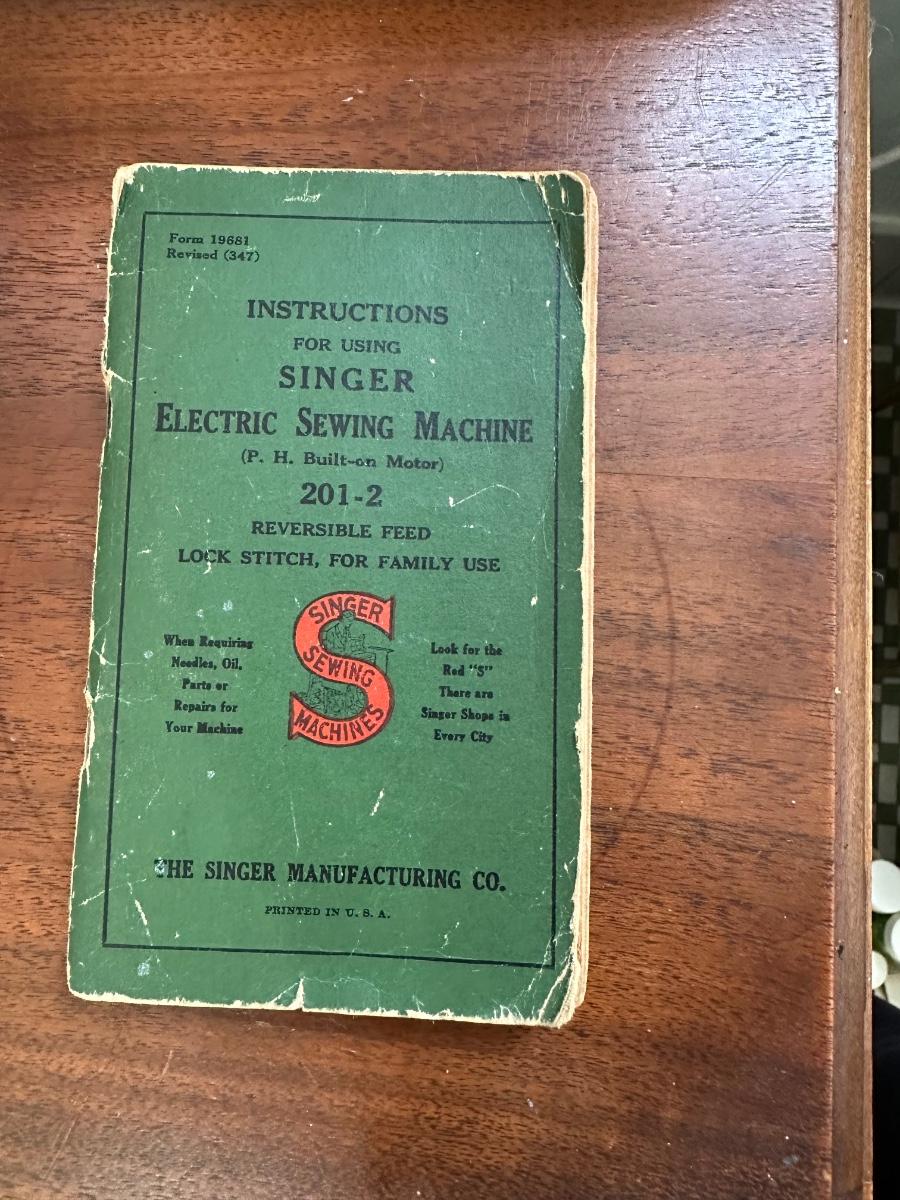 Form 19681
Revised (347)
INSTRUCTIONS
FOR USING
SINGER
ELECTRIC SEWING MACHINE
(P. H. Built-on Motor)
201-2
REVERSIBLE FEED
LOCK STITCH, FOR FAMILY USE
When Requiring
Needles, Oil,
Parts or
Repairs for
Your Machine
SINGER
SEWING
MACHINES
Look for the
Red "S"
There are
Singer Shops in
Every City
THE SINGER MANUFACTURING CO.
PRINTED IN U. S. A.